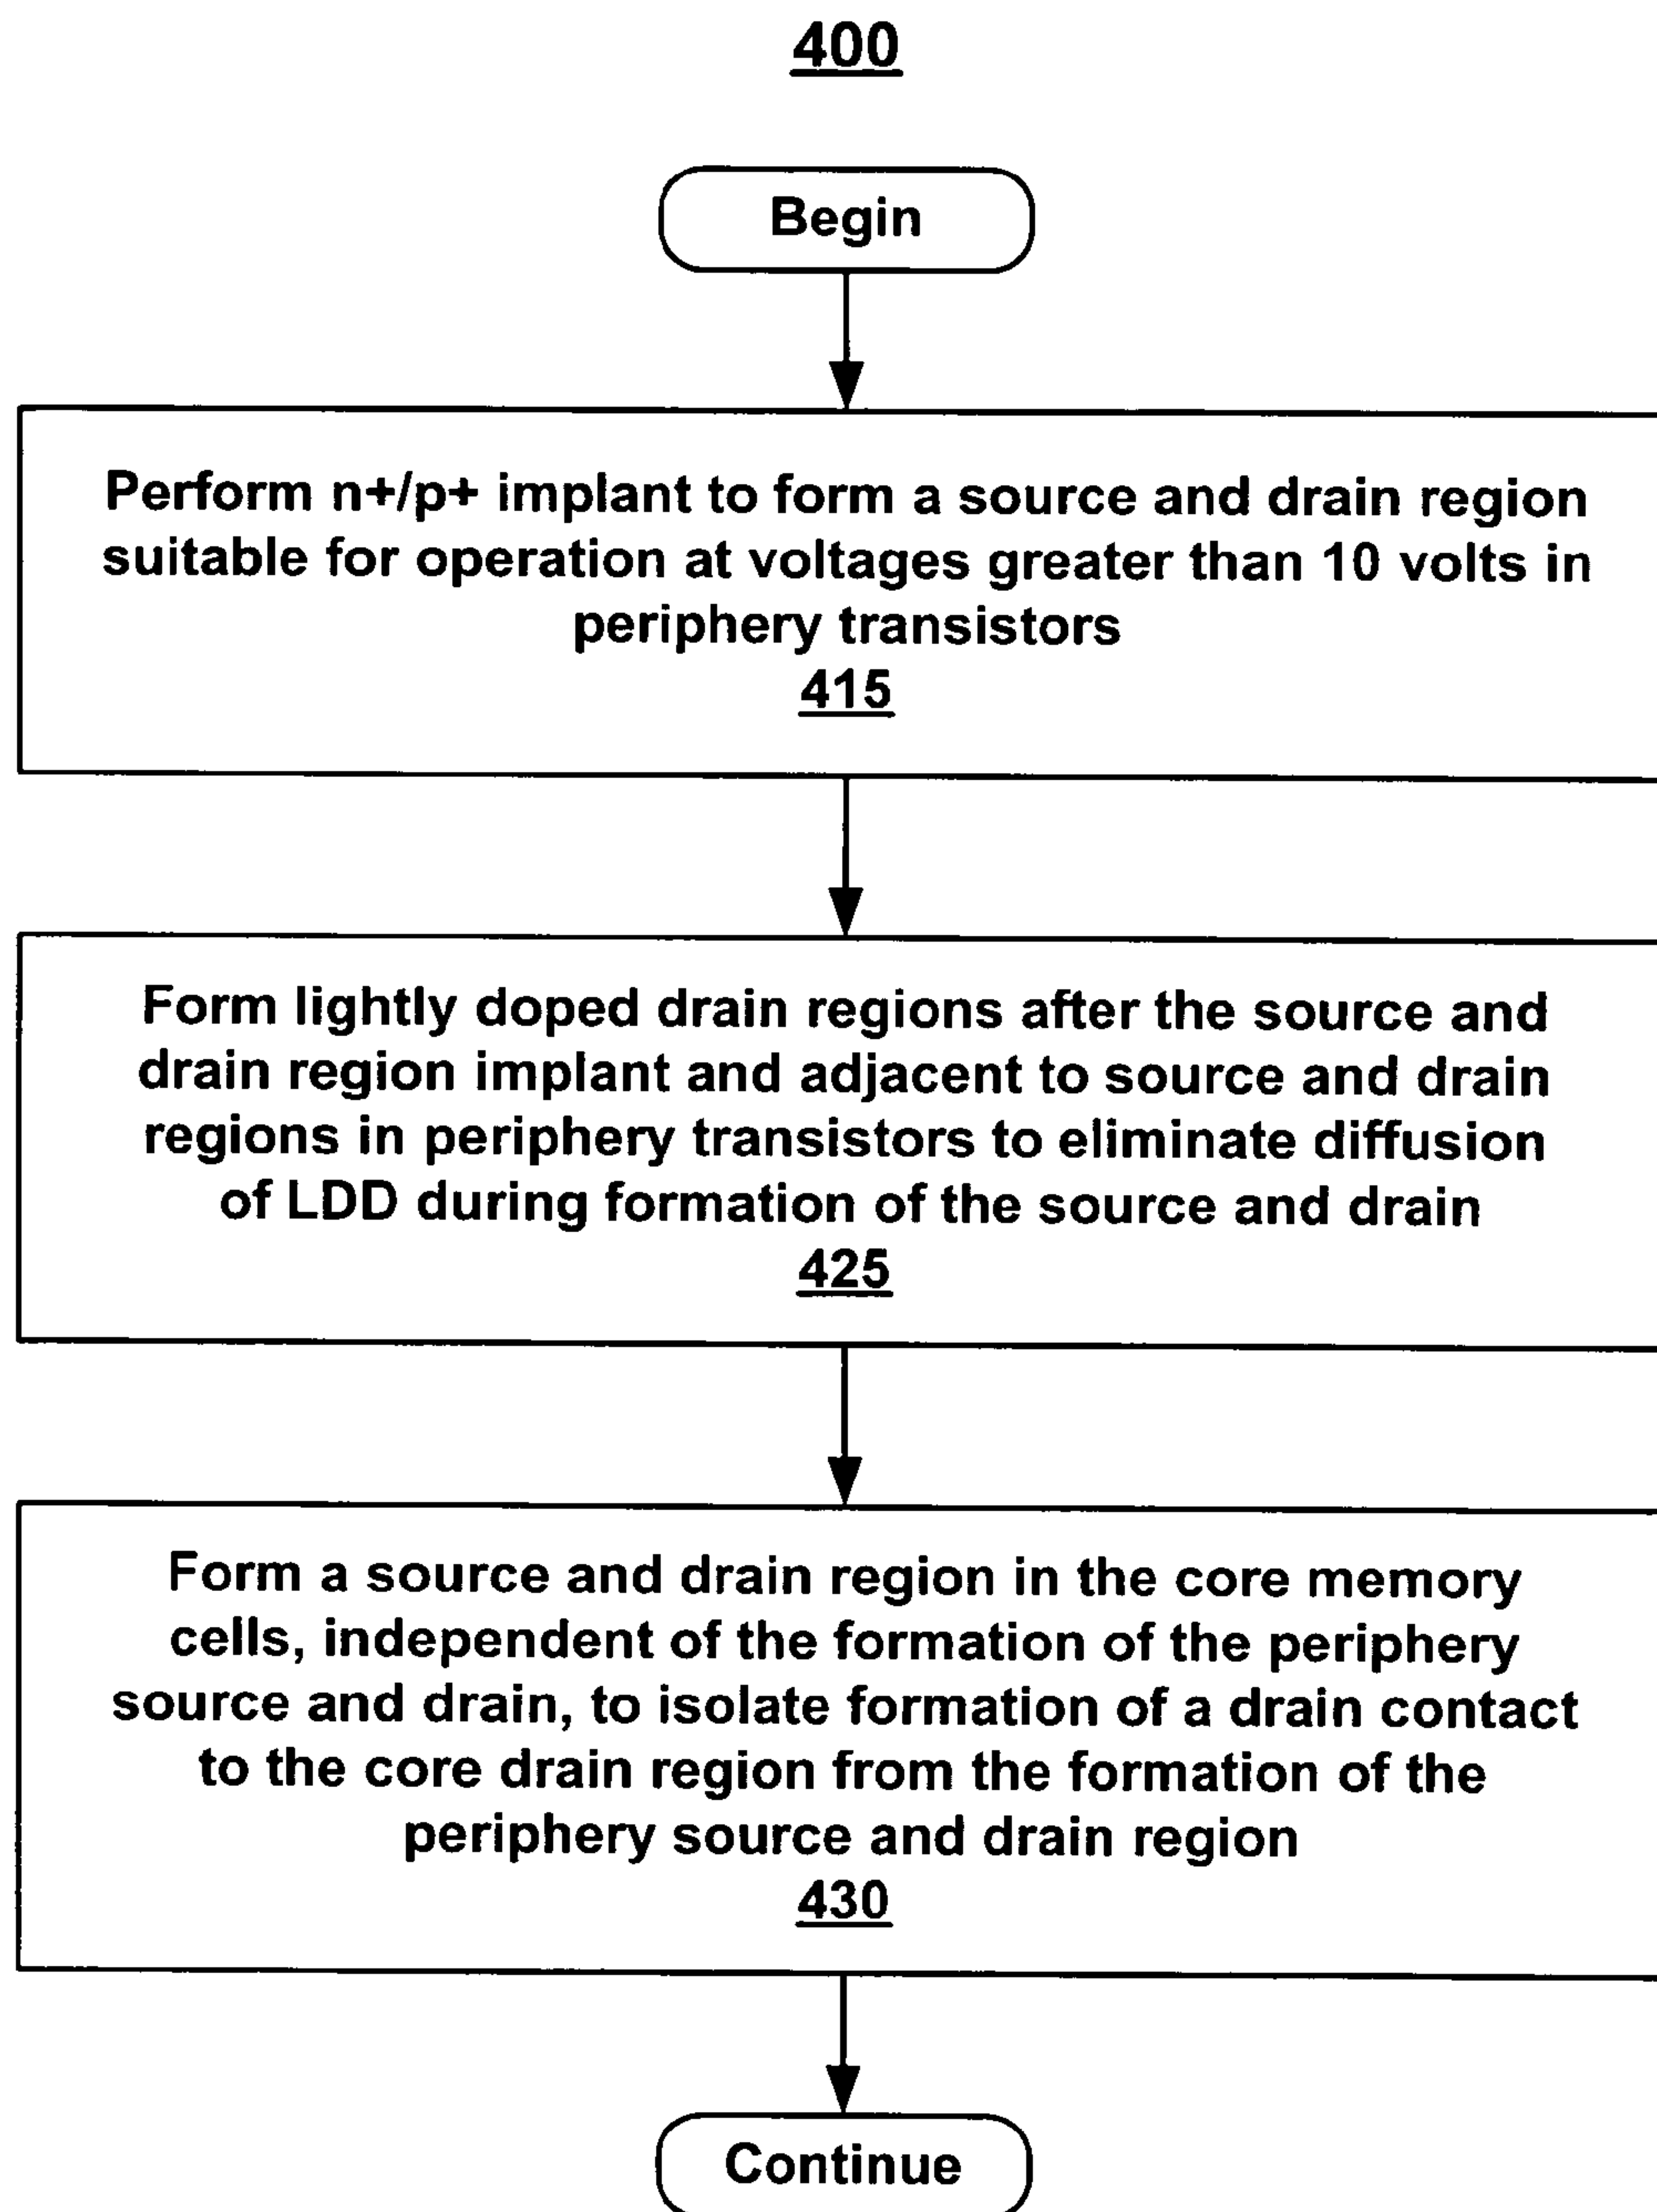 400
Begin
Perform n+/p+ implant to form a source and drain region
suitable for operation at voltages greater than 10 volts in
periphery transistors
415
Form lightly doped drain regions after the source and
drain region implant and adjacent to source and drain
regions in periphery transistors to eliminate diffusion
of LDD during formation of the source and drain
425
Form a source and drain region in the core memory
cells, independent of the formation of the periphery
source and drain, to isolate formation of a drain contact
to the core drain region from the formation of the
periphery source and drain region
430
Continue